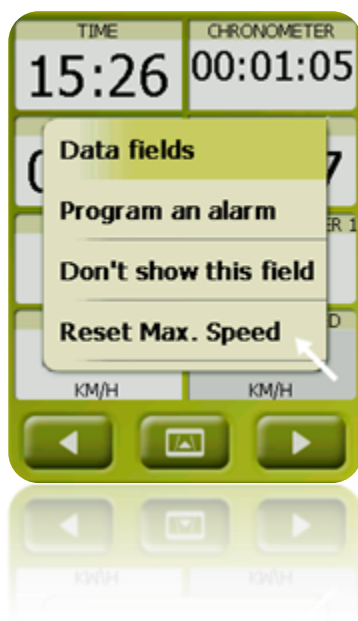 TIME CHRONOMETER
15:26 00:01:05
Data fields
Program an alarm
Don't show this field
Reset Max. Speed
KM/H KM/H